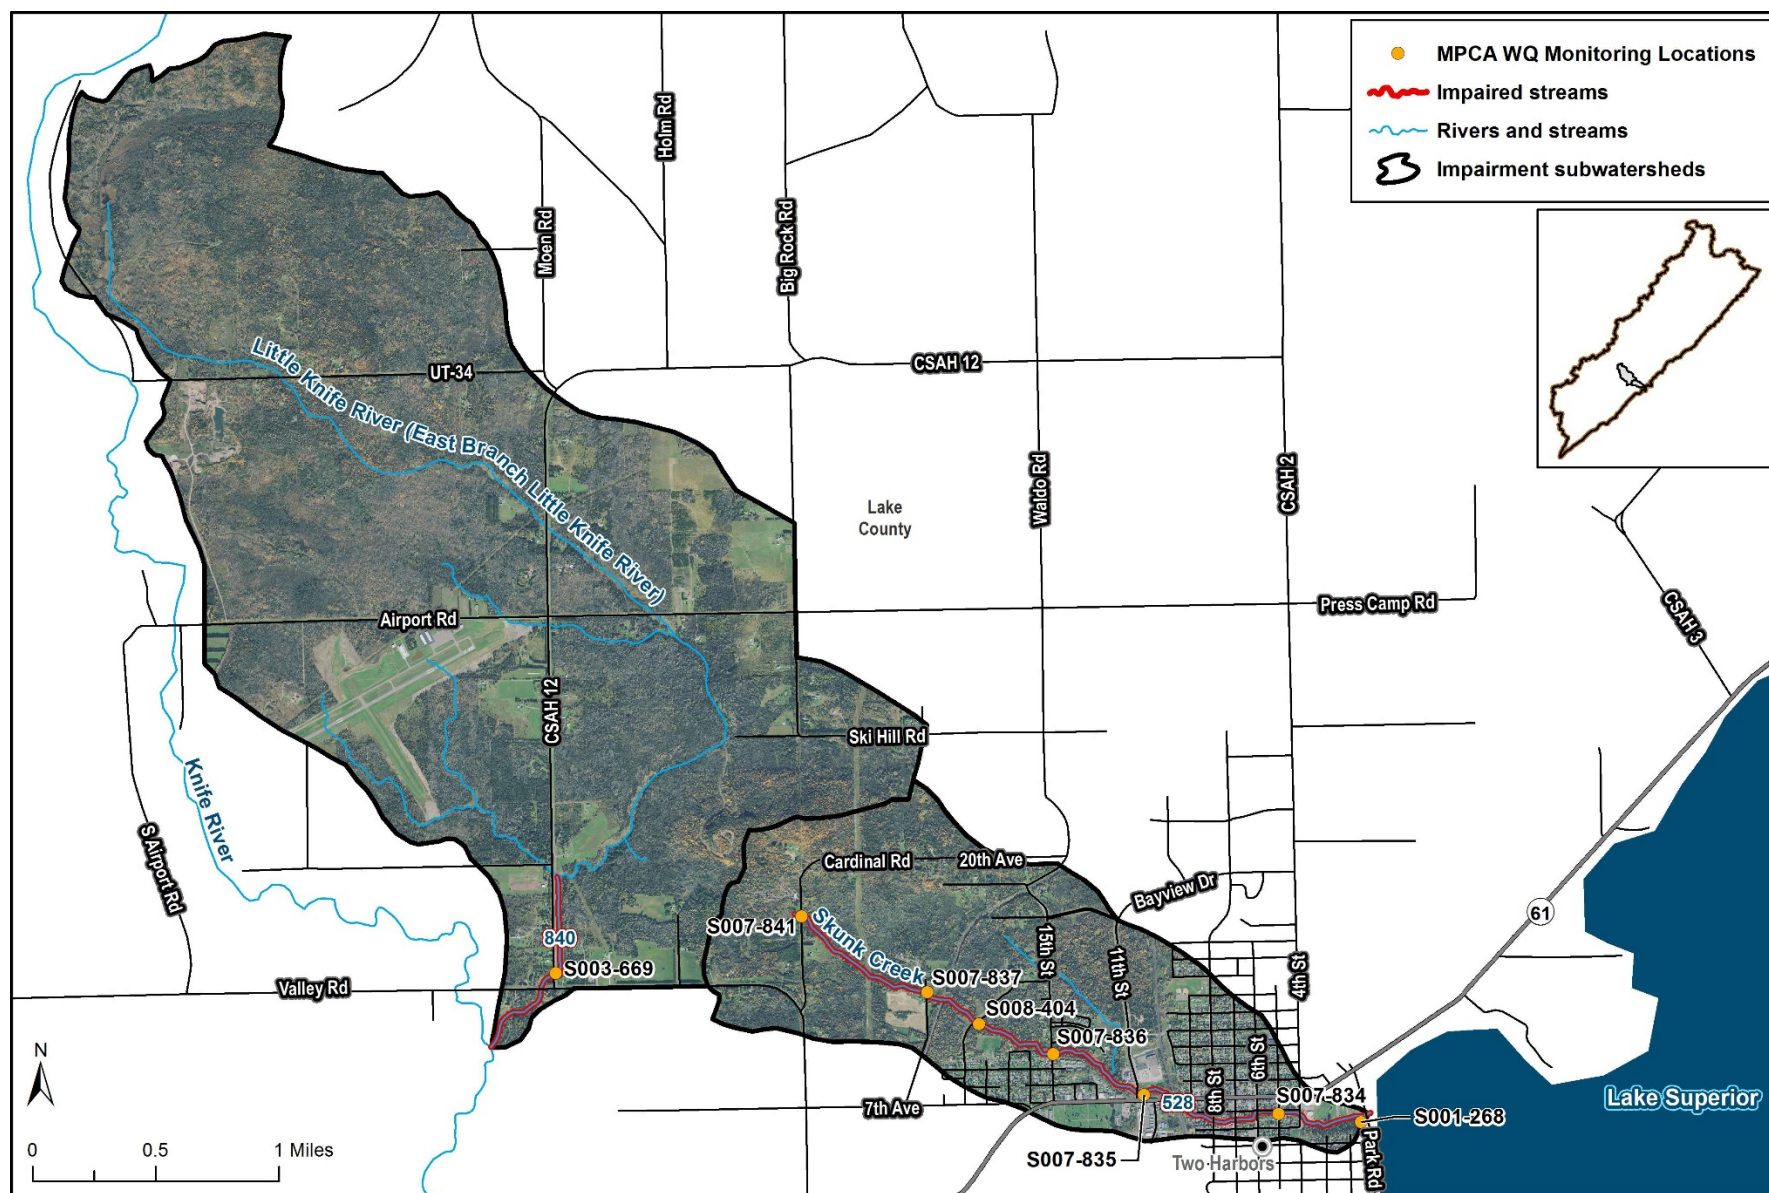 MPCA WQ Monitoring Locations
Impaired streams
Rivers and streams
Impairment subwatersheds
Holm Rd
Moen Rd
Big Rock Rd
Little Knife River (East Branch Little Knife River)
UT-34
CSAH 12
Waldo Rd
CSAH 2
Lake
County
Airport Rd
Press Camp Rd
CSAH 3
CSAH 12
Ski Hill Rd
Knife River
S Airport Rd
Cardinal Rd
20th Ave
Bayview Dr
61
S007-841
Skunk Creek
15th St
11th St
4th St
840
S003-669
Valley Rd
S007-837
S008-404
S007-836
6th St
8th St
528
S007-834
7th Ave
Lake Superior
S001-268
Park Rd
S007-835
Two Harbors
N
0
0.5
1 Miles